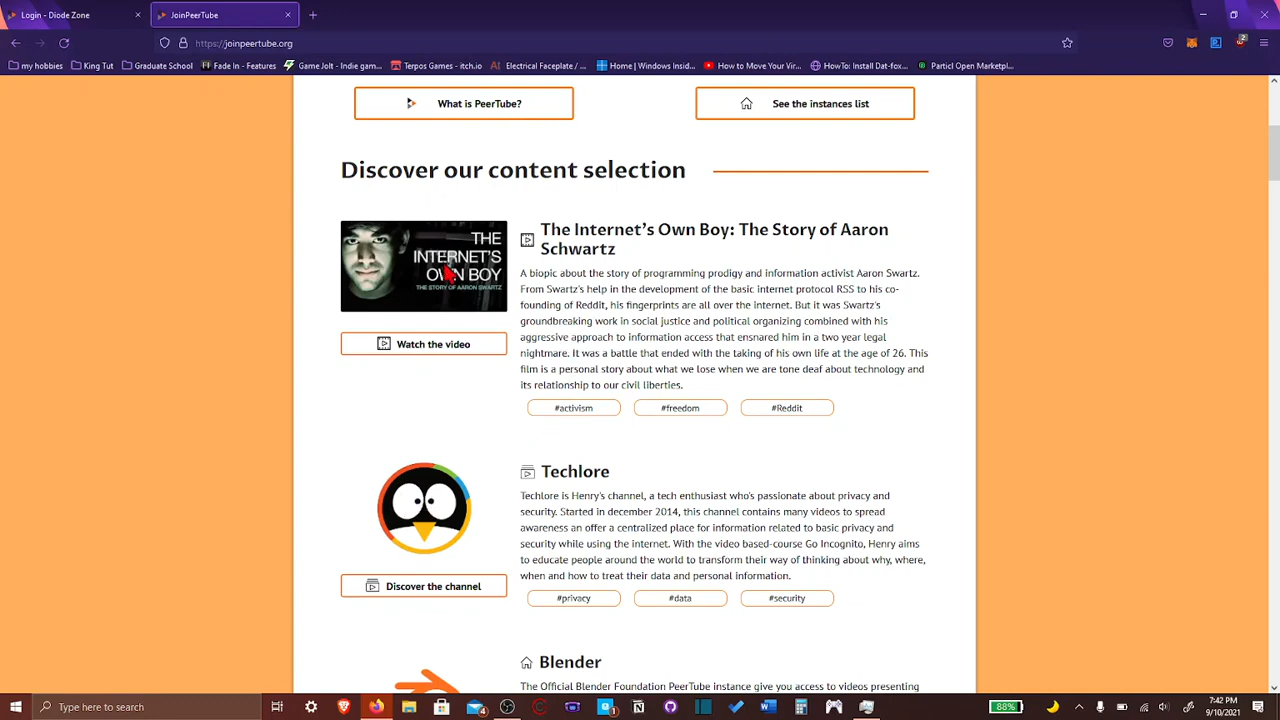 Login - Diode Zone
JoinPeerTube
https://joinpeertube.org
2
my hobbies
King Tut
Graduate School
Fade In - Features
Game Jolt - Indie gam...
Terpos Games - itch.io
Electrical Faceplate / ...
Home | Windows Insid...
How to Move Your Vir...
HowTo: Install Dat-fox...
Particl Open Marketpl...
What is PeerTube?
See the instances list
Discover our content selection
THE
INTERNET'S
OWN BOY
THE STORY OF AARON SWARTZ
Watch the video
The Internet's Own Boy: The Story of Aaron
Schwartz
A biopic about the story of programming prodigy and information activist Aaron Swartz.
From Swartz's help in the development of the basic internet protocol RSS to his co-
founding of Reddit, his fingerprints are all over the internet. But it was Swartz's
groundbreaking work in social justice and political organizing combined with his
aggressive approach to information access that ensnared him in a two year legal
nightmare. It was a battle that ended with the taking of his own life at the age of 26. This
film is a personal story about what we lose when we are tone deaf about technology and
its relationship to our civil liberties.
#activism
#freedom
#Reddit
Discover the channel
Techlore
Techlore is Henry's channel, a tech enthusiast who's passionate about privacy and
security. Started in december 2014, this channel contains many videos to spread
awareness an offer a centralized place for information related to basic privacy and
security while using the internet. With the video based-course Go Incognito, Henry aims
to educate people around the world to transform their way of thinking about why, where,
when and how to treat their data and personal information.
#privacy
#data
#security
Blender
The Official Blender Foundation PeerTube instance give you access to videos presenting
Type here to search
4
1
88%
7:42 PM
9/10/2021